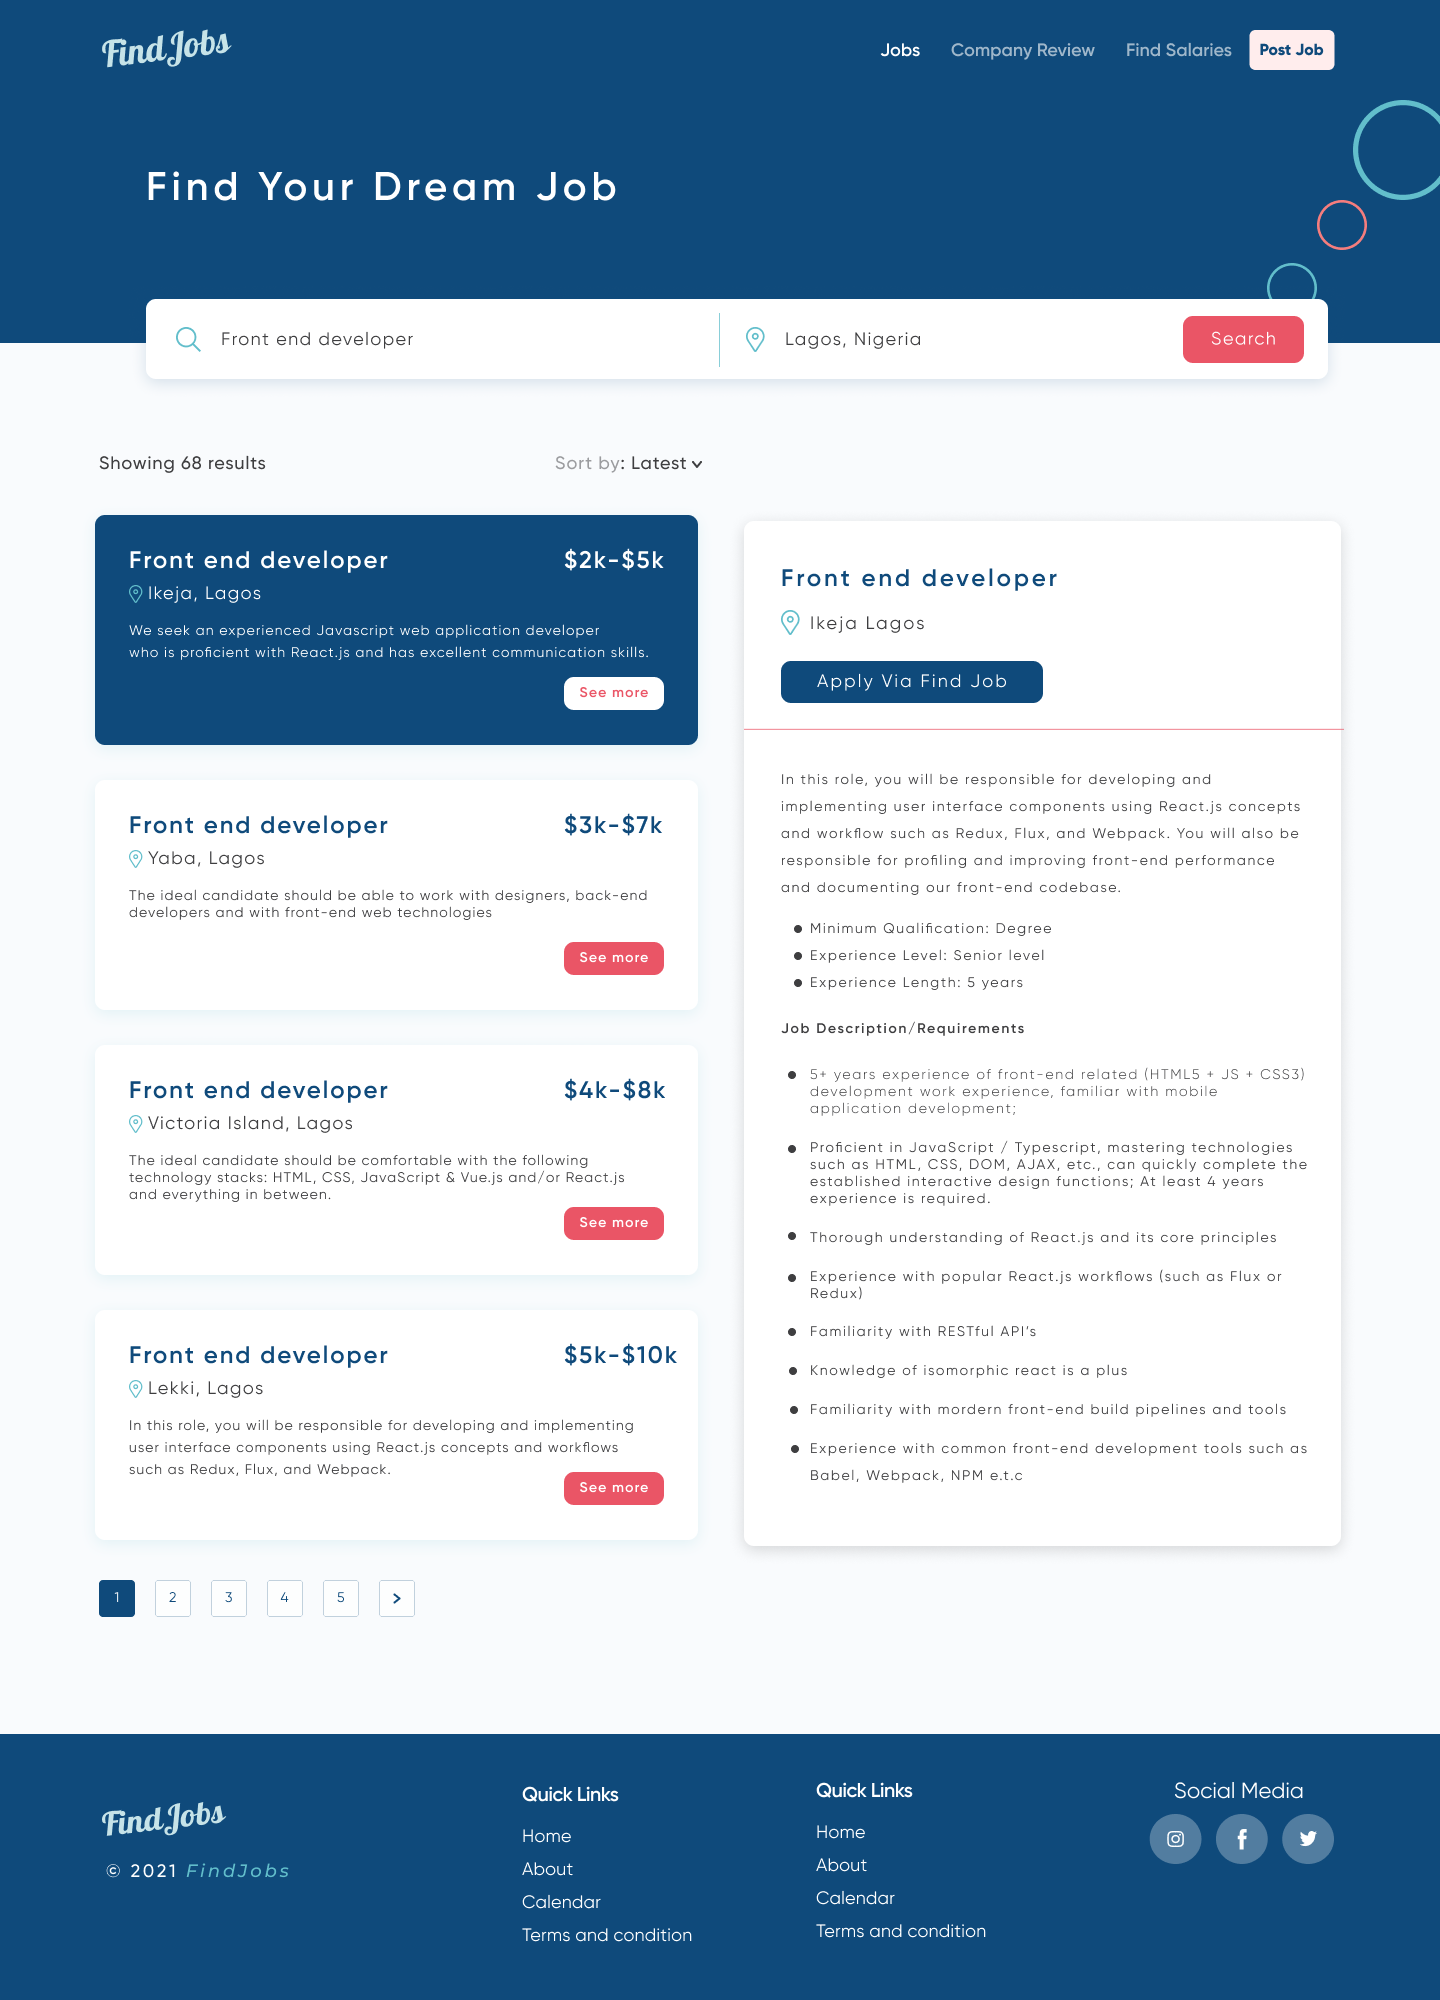 FindJobs
Jobs
Company Review
Find Salaries
Post Job
Find Your Dream Job
Front end developer
Lagos, Nigeria
Search
Showing 68 results
Sort by: Latest
Front end developer
$2k-$5k
Ikeja, Lagos
We seek an experienced Javascript web application developer
who is proficient with React.js and has excellent communication skills.
See more
Front end developer
$3k-$7k
Yaba, Lagos
The ideal candidate should be able to work with designers, back-end
developers and with front-end web technologies
See more
Front end developer
$4k-$8k
Victoria Island, Lagos
The ideal candidate should be comfortable with the following
technology stacks: HTML, CSS, JavaScript & Vue.js and/or React.js
and everything in between.
See more
Front end developer
$5k-$10k
Lekki, Lagos
In this role, you will be responsible for developing and implementing
user interface components using React.js concepts and workflows
such as Redux, Flux, and Webpack.
See more
1
2
3
4
5
Front end developer
Ikeja Lagos
Apply Via Find Job
In this role, you will be responsible for developing and
implementing user interface components using React.js concepts
and workflow such as Redux, Flux, and Webpack. You will also be
responsible for profiling and improving front-end performance
and documenting our front-end codebase.
Minimum Qualification: Degree
Experience Level: Senior level
Experience Length: 5 years
Job Description/Requirements
5+ years experience of front-end related (HTML5 + JS + CSS3)
development work experience, familiar with mobile
application development;
Proficient in JavaScript / Typescript, mastering technologies
such as HTML, CSS, DOM, AJAX, etc., can quickly complete the
established interactive design functions; At least 4 years
experience is required.
Thorough understanding of React.js and its core principles
Experience with popular React.js workflows (such as Flux or
Redux)
Familiarity with RESTful API's
Knowledge of isomorphic react is a plus
Familiarity with mordern front-end build pipelines and tools
Experience with common front-end development tools such as
Babel, Webpack, NPM e.t.c
FindJobs
© 2021 FindJobs
Quick Links
Home
About
Calendar
Terms and condition
Quick Links
Home
About
Calendar
Terms and condition
Social Media